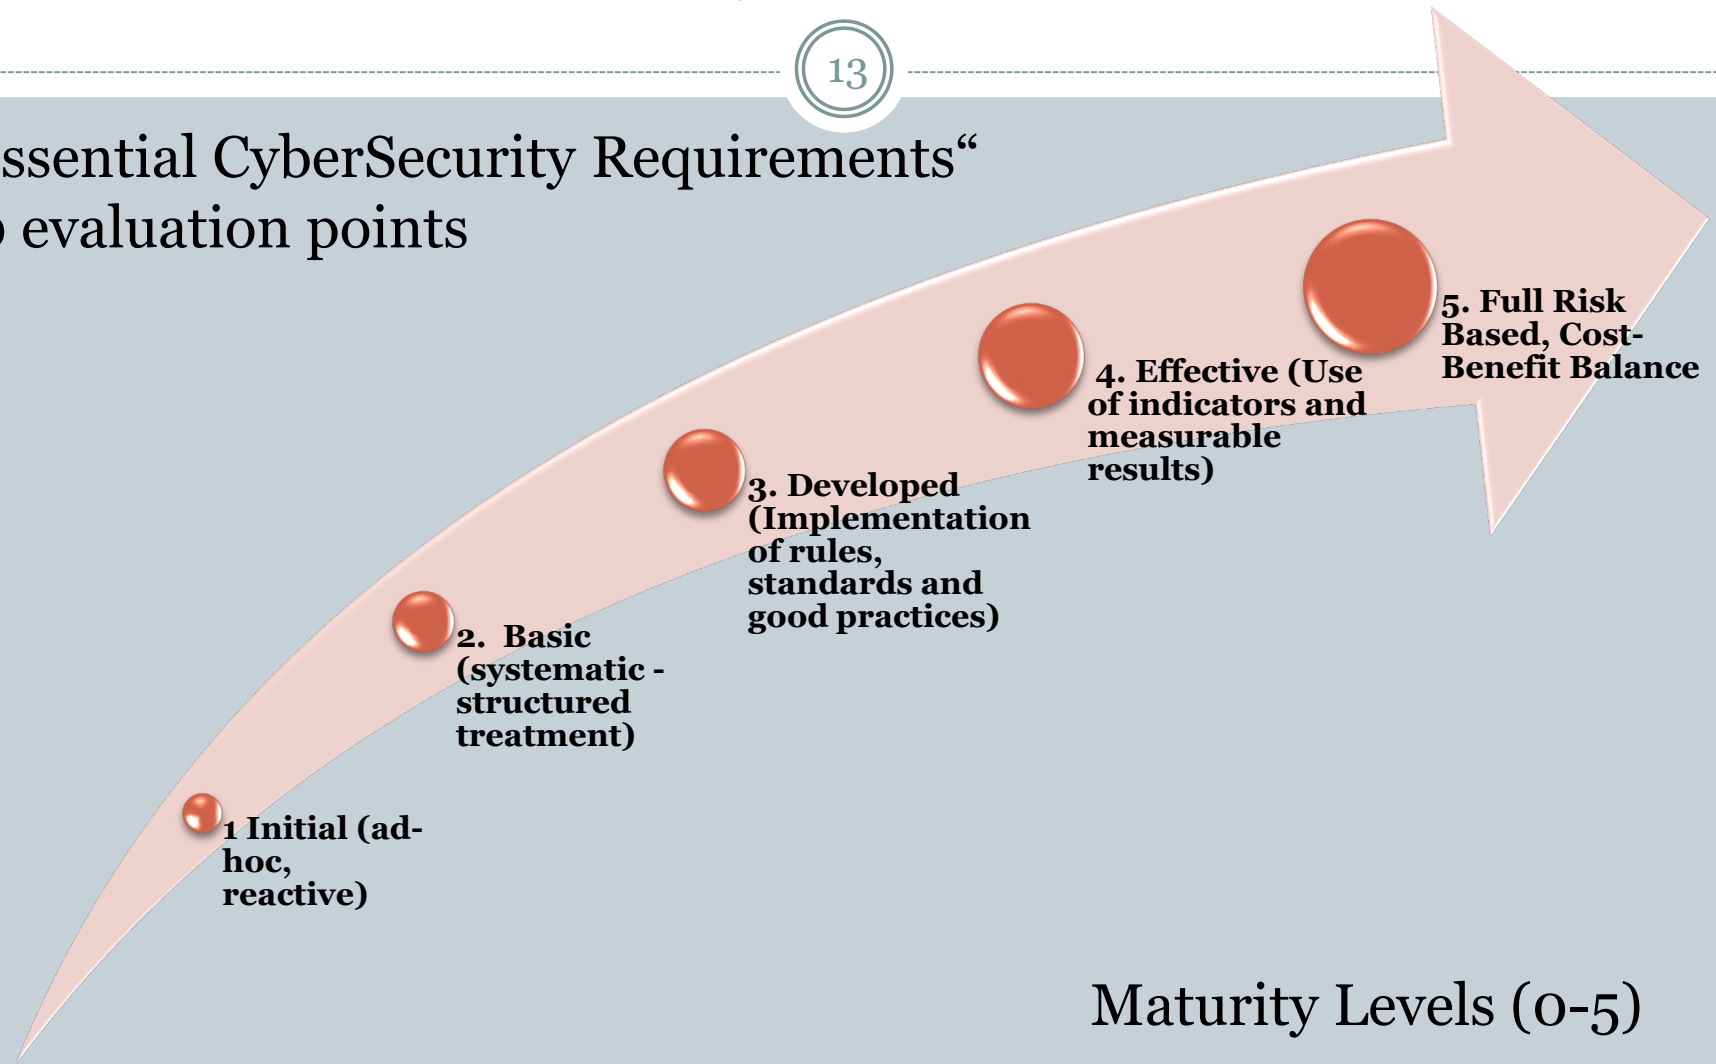 13
ssential CyberSecurity Requirements“
evaluation points
5. Full Risk
Based, Cost-
Benefit Balance
4. Effective (Use
of indicators and
measurable
results)
3. Developed
(Implementation
of rules,
standards and
good practices)
2.  Basic
(systematic -
structured
treatment)
1 Initial (ad-
hoc,
reactive)
Maturity Levels (0-5)